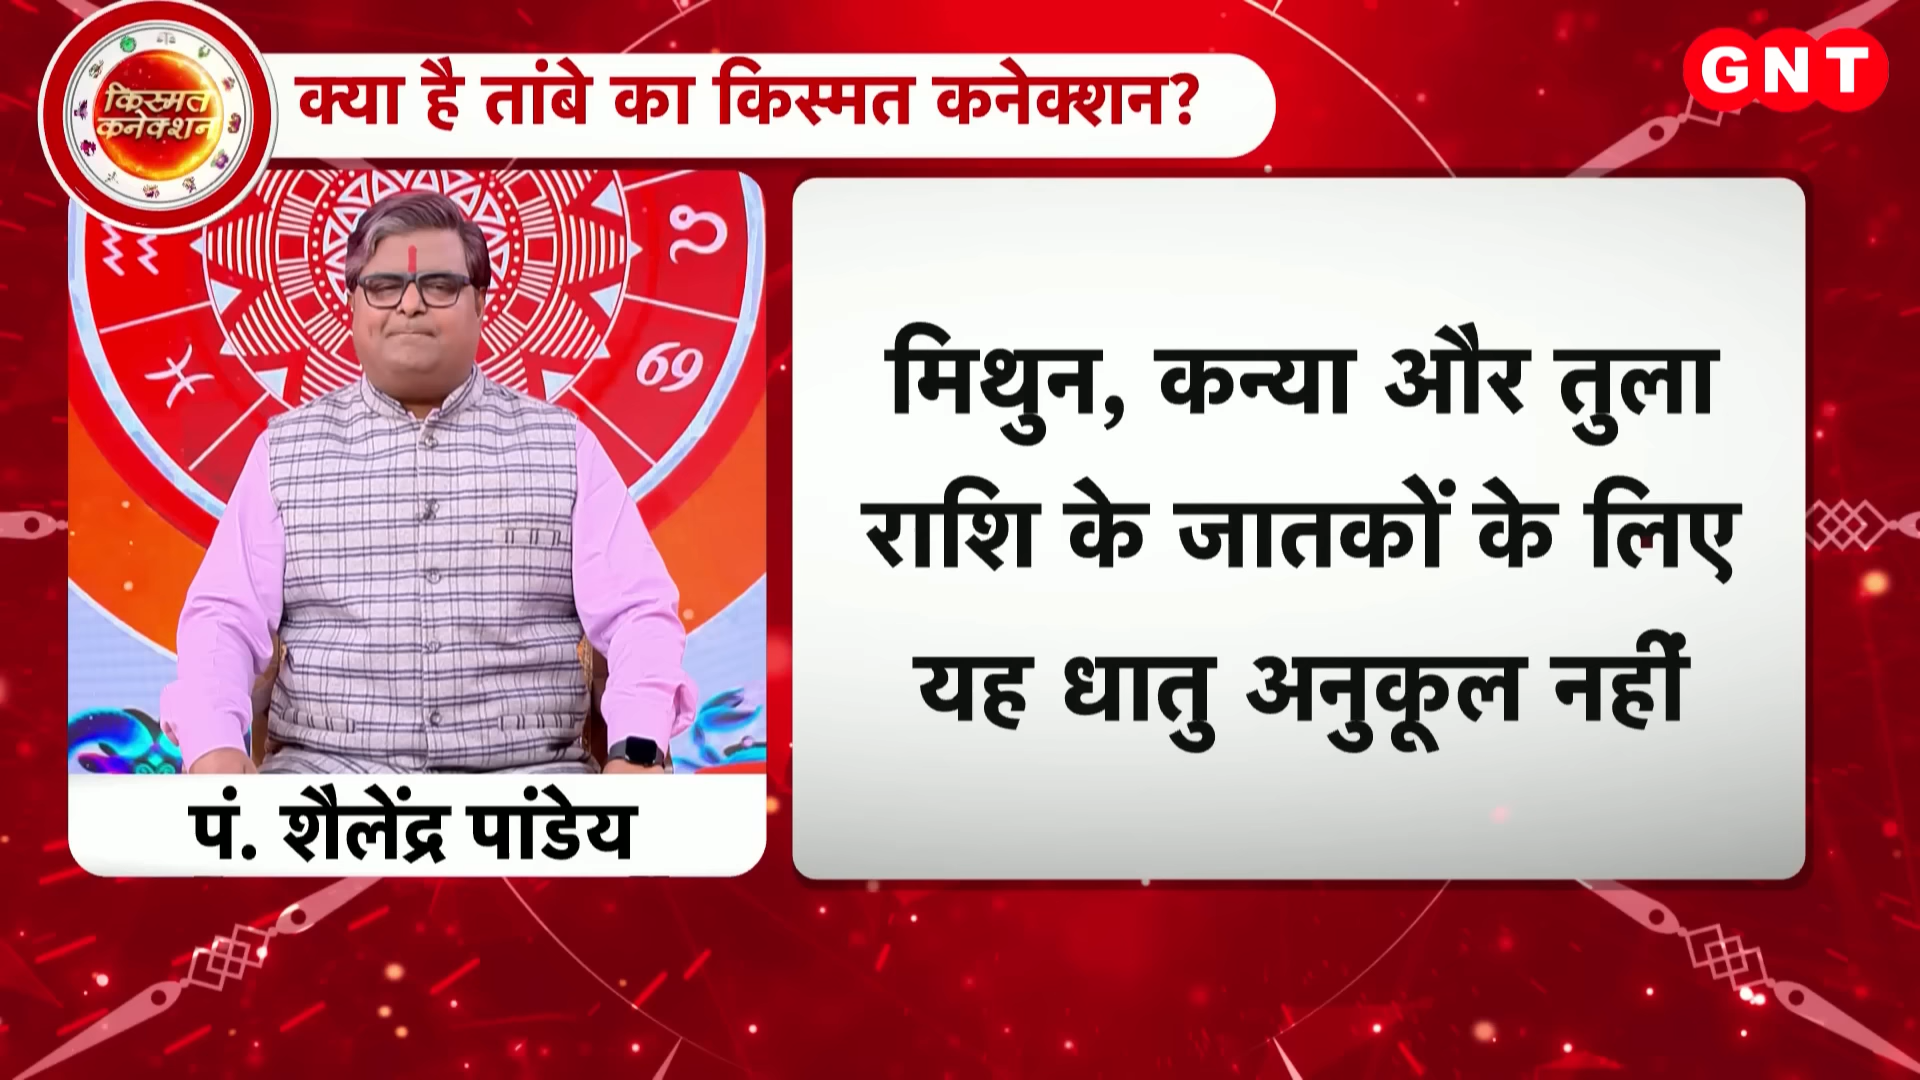 किस्मत
कनेक्शन
क्या है तांबे का किस्मत कनेक्शन?
GNT
मिथुन, कन्या और तुला
राशि के जातकों के लिए
यह धातु अनुकूल नहीं
पं. शैलेंद्र पांडेय